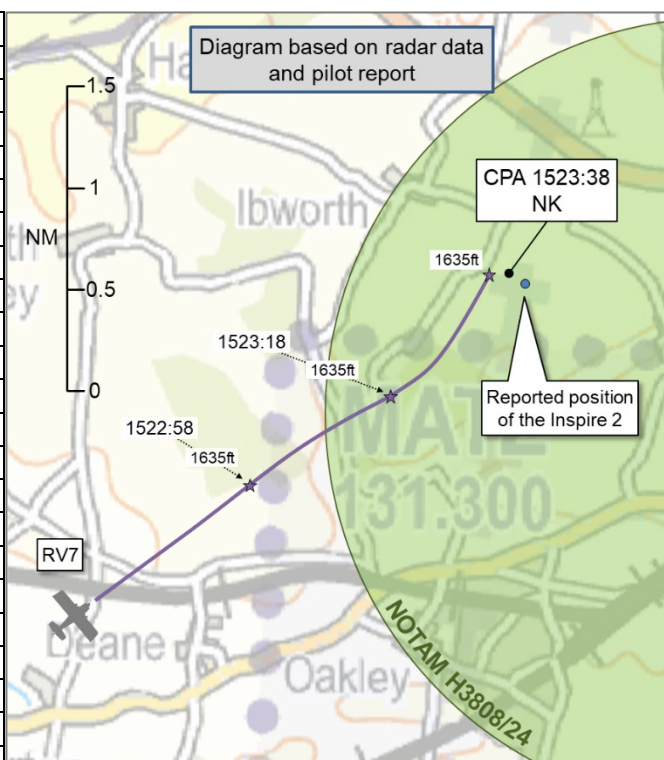 Diagram based on radar data
and pilot report
Ha
1.5
1
NM
0.5
0
Ibworth
CPA 1523:38
NK
1635ft
1523:18
1635ft
Reported position
of the Inspire 2
1522:58
1635ft
MATZ
131.300
RV7
NOTAM H3808/24
Deane
Oakley